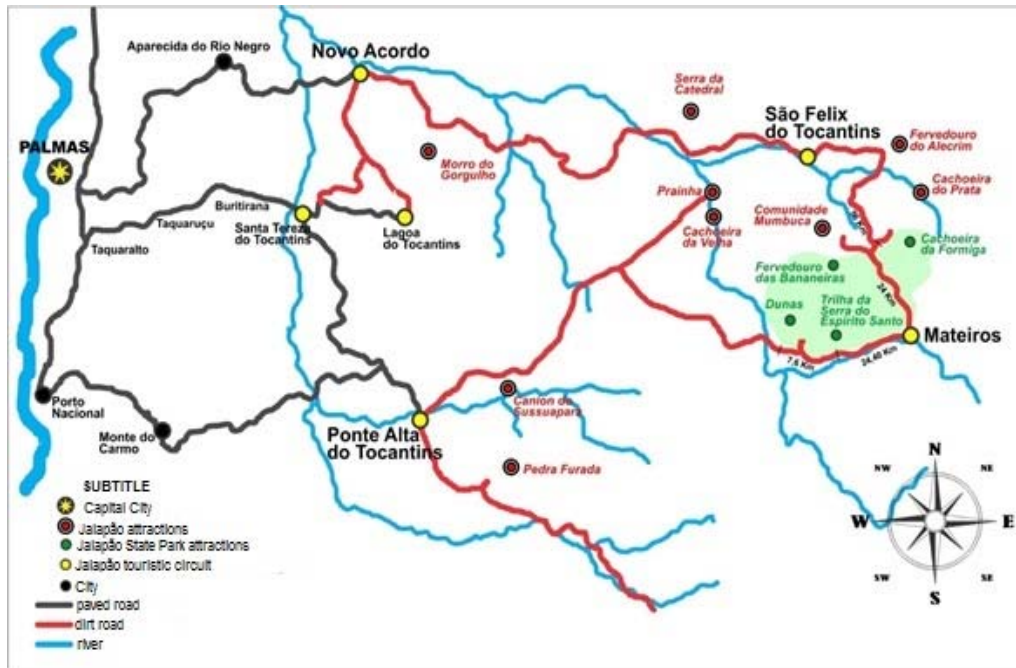 Aparecida do Rio Negro
Novo Acordo
PALMAS
Serra da
Catedral
São Felix
do Tocantins
Fervedouro
do Alecrim
Morro do
Gorgulho
Prainha
Cachoeira
do Prata
Buritirana
Taquaruçu
Taquaralto
Santa Tereza
do Tocantins
Lagoa
do Tocantins
Cachoeira
da Velha
Comunidade
Mumbuca
Cachoeira
da Formiga
Fervedouro
das Bananeiras
24 Km
Dunas
Trilha da
Serra do
Espirito Santo
Mateiros
7,6 Km
24,40 Km
Porto
Nacional
Monte do
Carmo
Ponte Alta
do Tocantins
Canion do
Sussuapara
Pedra Furada
SUBTITLE
Capital City
Jalapão attractions
Jalapão State Park attractions
Jalapão touristic circuit
City
paved road
dirt road
river
N
NW
NE
W
E
SW
SE
S